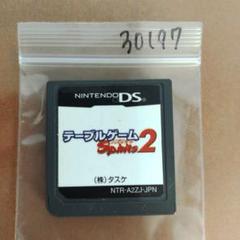 30197
NINTENDO DS
テーブルゲーム
Spirits 2
(株)タスケ
NTR-A2ZJ-JPN